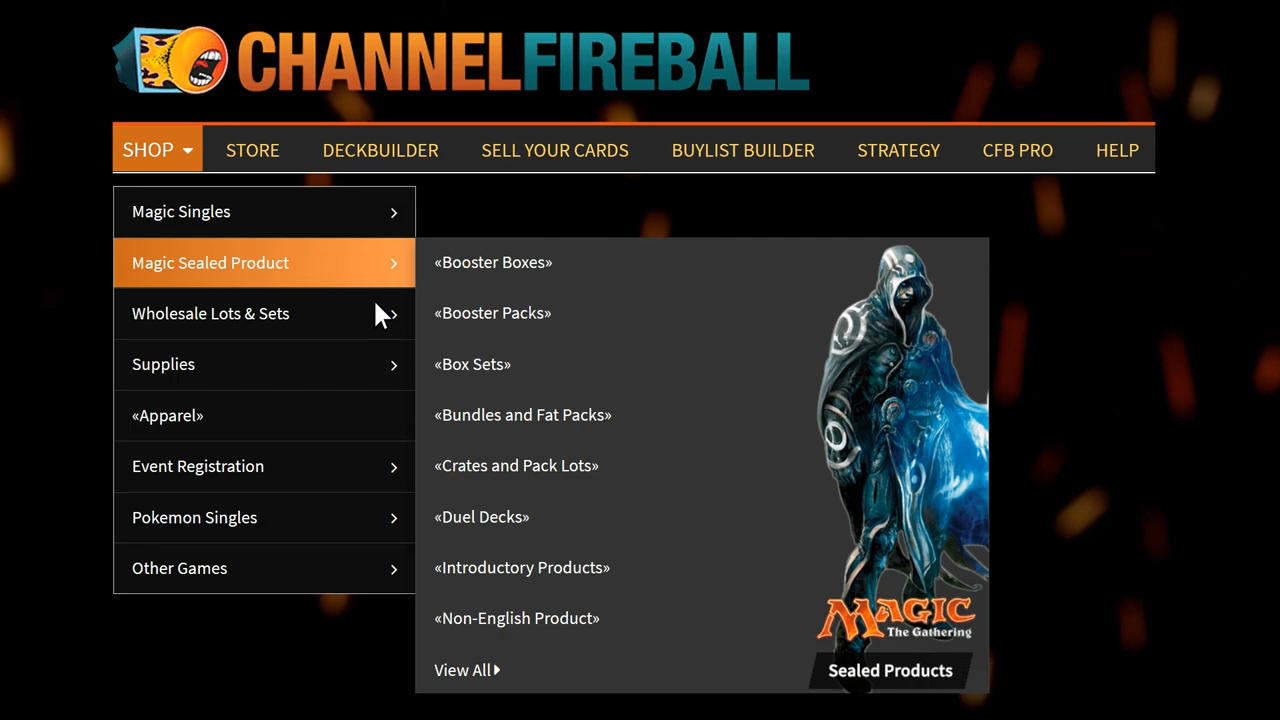 CHANNELFIREBALL
SHOP
STORE
DECKBUILDER
SELL YOUR CARDS
BUYLIST BUILDER
STRATEGY
CFB PRO
HELP
Magic Singles
Magic Sealed Product
Wholesale Lots & Sets
Supplies
«Apparel»
Event Registration
Pokemon Singles
Other Games
«Booster Boxes»
«Booster Packs»
«Box Sets»
«Bundles and Fat Packs»
«Crates and Pack Lots»
«Duel Decks»
«Introductory Products»
«Non-English Product»
View All
MAGIC
The Gathering
Sealed Products